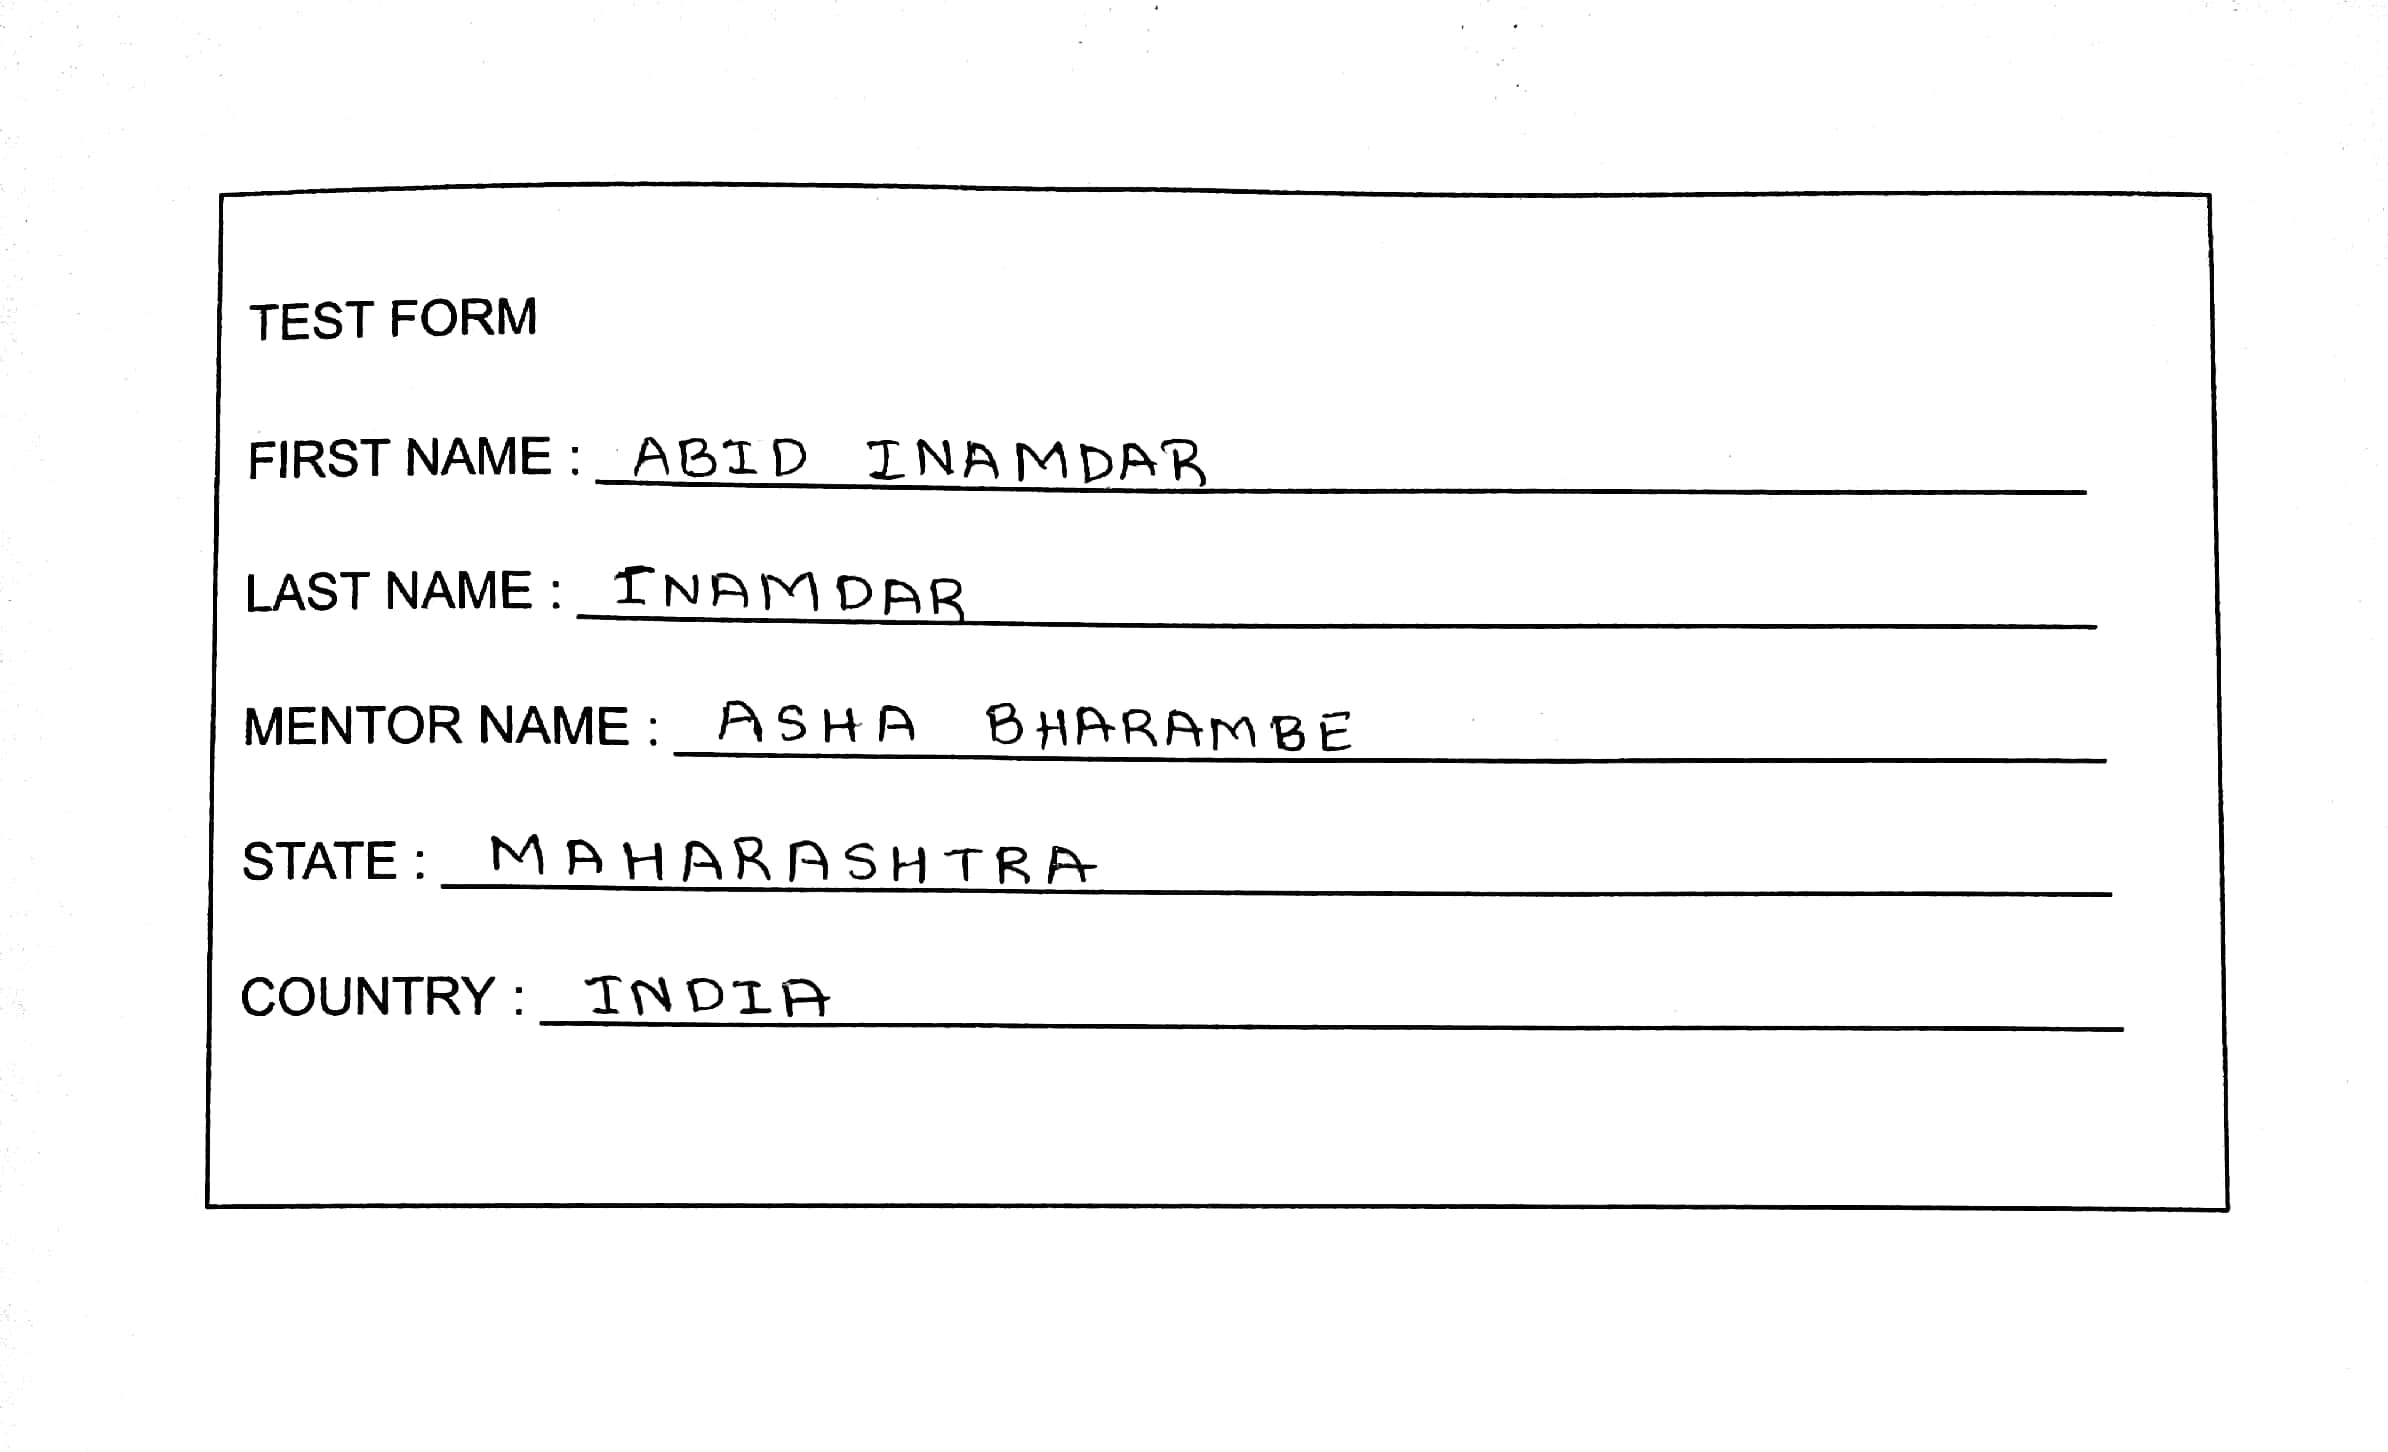 TEST FORM
FIRST NAME : ABID INAMDAR
LAST NAME : INAMDAR
MENTOR NAME : ASHA BHARAMBE
STATE : MAHARASHTRA
COUNTRY : INDIA